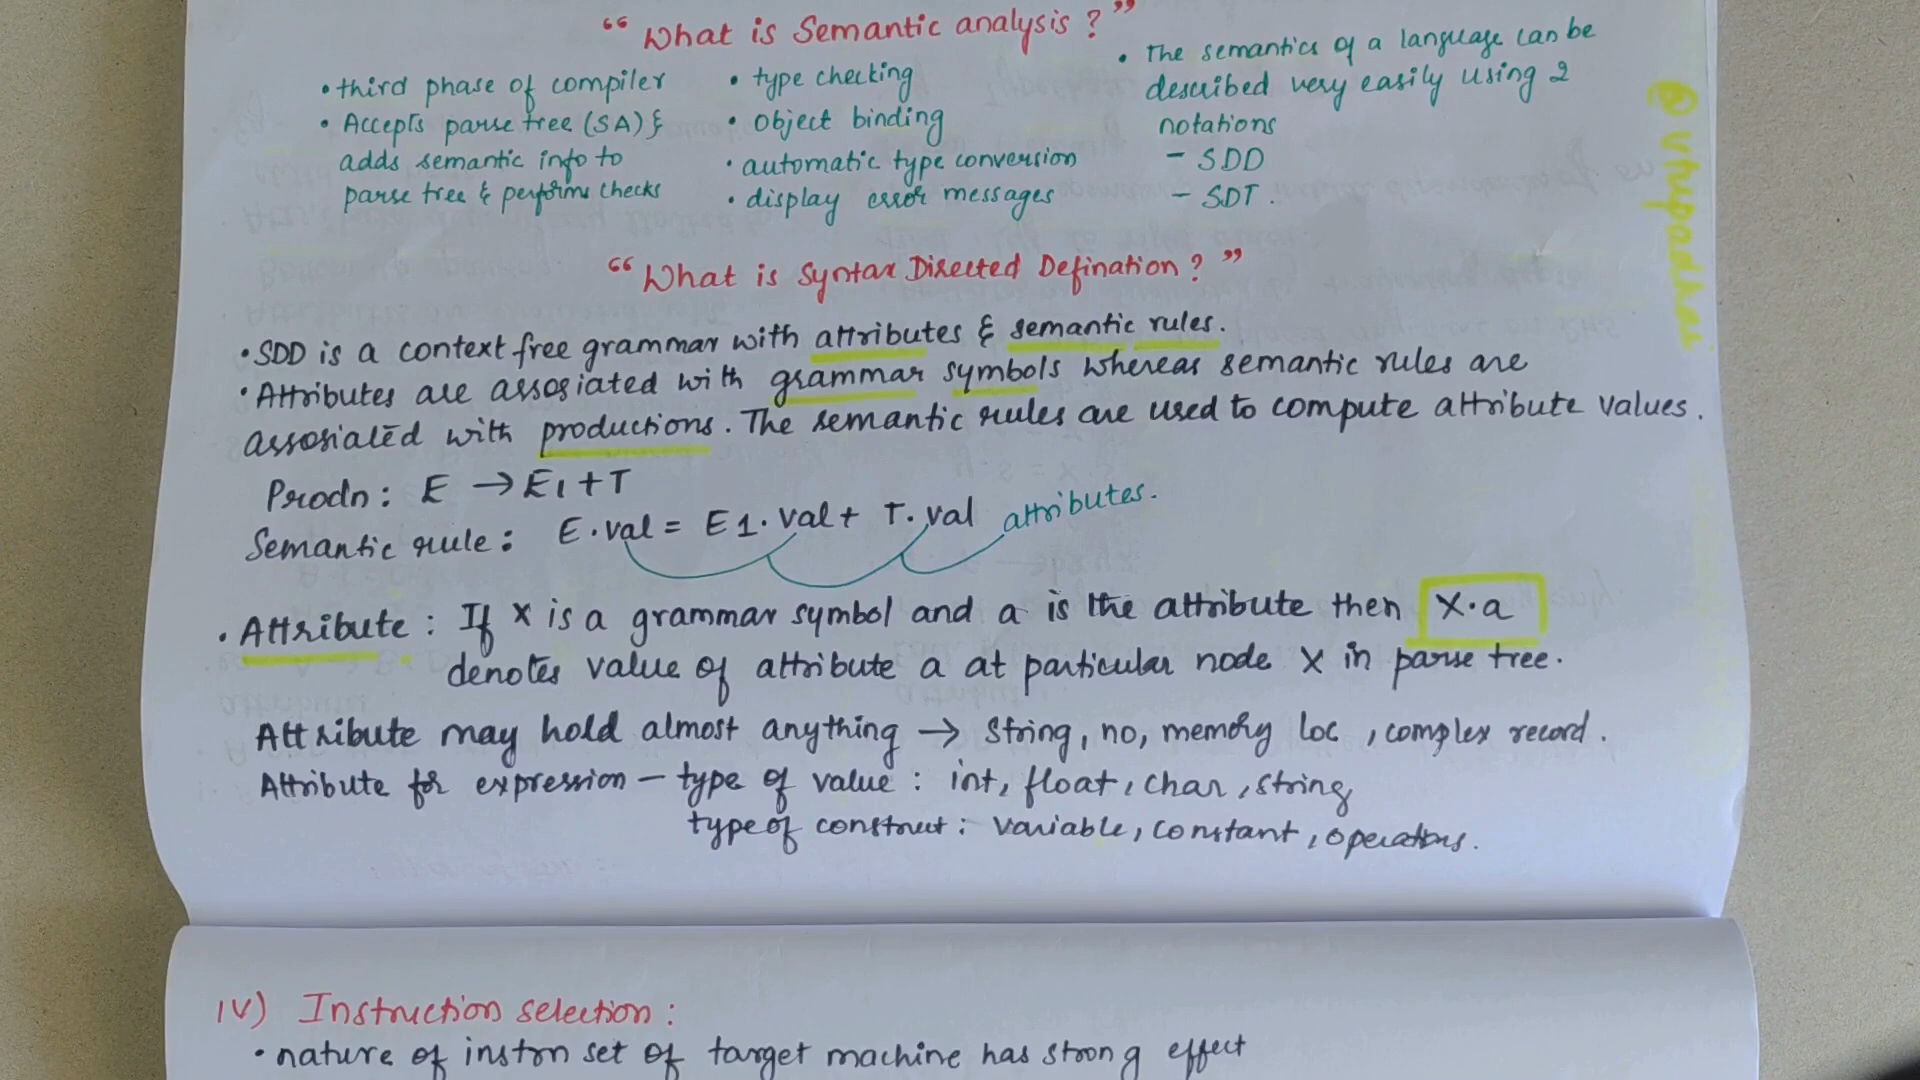 “ What is Semantic analysis ? ”
• third phase of compiler
• Accepts parse tree (SA) &
adds semantic info to
parse tree & performs checks
• type checking
• Object binding
• automatic type conversion
• display error messages
• The semantics of a language can be
described very easily using 2
notations
- SDD
- SDT.
“ What is Syntax Directed Defination ? ”
• SDD is a context free grammar with attributes & semantic rules.
• Attributes are assosiated with grammar symbols whereas semantic rules are
assosiated with productions. The semantic rules are used to compute attribute values.
Prodn : E → E1 + T
Semantic rule : E.val = E1.val + T.val attributes.
• Attribute : If X is a grammar symbol and a is the attribute then X.a
denotes value of attribute a at particular node X in parse tree.
Attribute may hold almost anything → String, no, memory loc , complex record .
Attribute for expression – type of value : int, float, char, string
type of construct : variable, constant, operators.
@Vhipadhai
IV) Instruction selection :
• nature of instrn set of target machine has strong effect